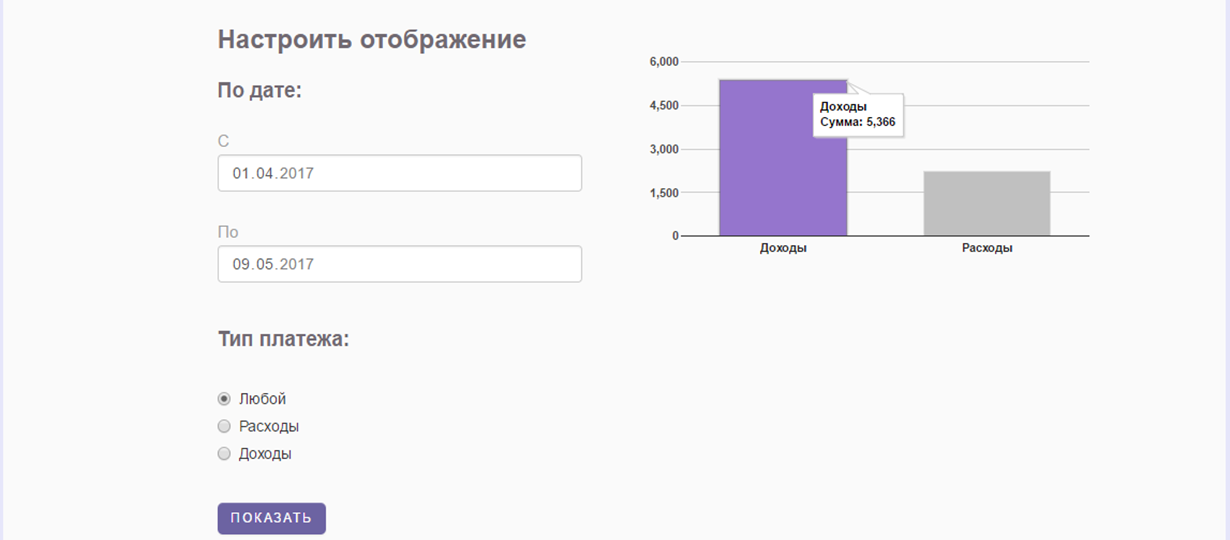 Настроить отображение
По дате:
С
01.04.2017
По
09.05.2017
Тип платежа:
Любой
Расходы
Доходы
ПОКАЗАТЬ
6,000
4,500
3,000
1,500
0
Доходы
Сумма: 5,366
Доходы
Расходы